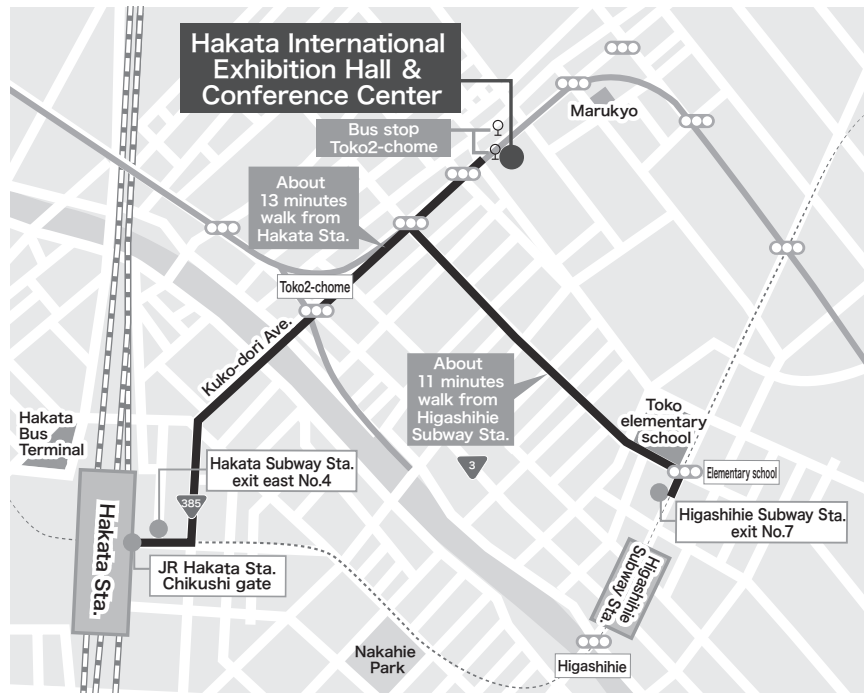 Hakata International
Exhibition Hall &
Conference Center
Marukyo
Bus stop
Toko2-chome
About
13 minutes
walk from
Hakata Sta.
Toko2-chome
Kuko-dori Ave.
About
11 minutes
walk from
Higashihie
Subway Sta.
Toko
elementary
school
Hakata
Bus
Terminal
Hakata Subway Sta.
exit east No.4
3
Elementary school
385
Higashihie Subway Sta.
exit No.7
Hakata Sta.
JR Hakata Sta.
Chikushi gate
Higashihie
Subway Sta.
Nakahie
Park
Higashihie